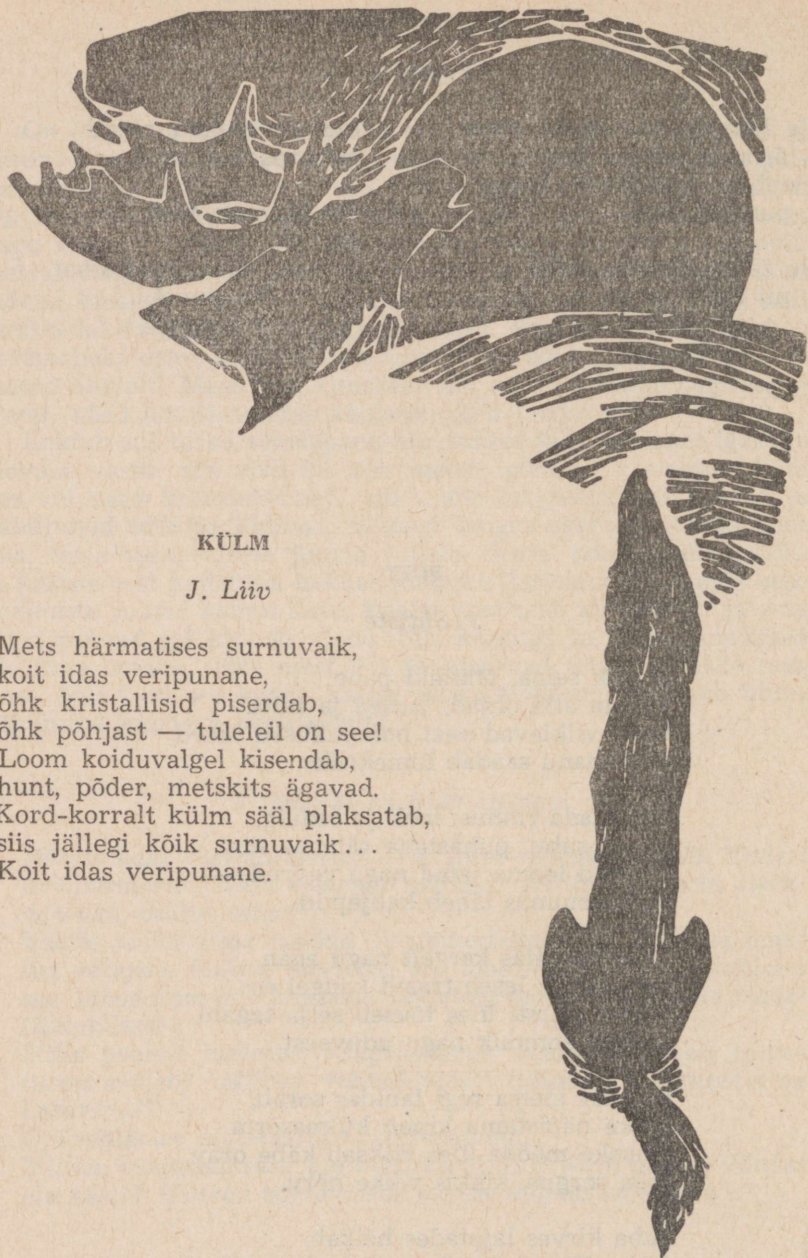 KÜLM
J. Liiv
Mets härmatises surnuvaik,
koit idas veripunane,
õhk kristallisid piserdab,
õhk põhjast — tuleleil on see!
Loom koiduvalgel kisendab,
hunt, põder, metskits ägavad.
Kord-korralt külm sääl plaksatab,
siis jällegi kõik surnuvaik...
Koit idas veripunane.